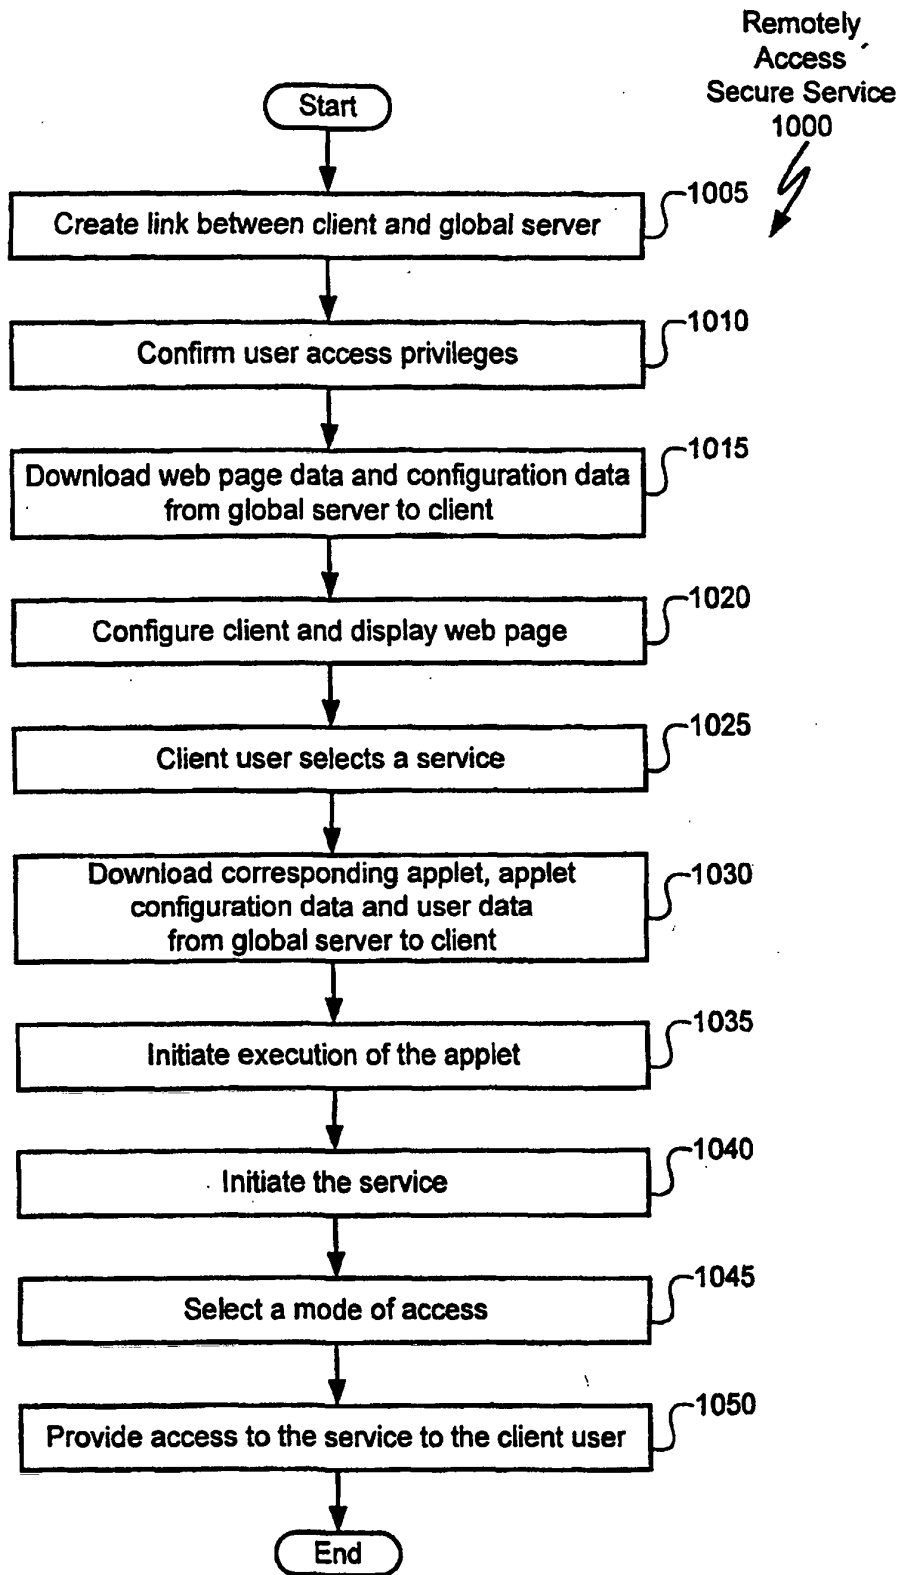 Remotely
Access
Secure Service
1000
Start
Create link between client and global server
1005
Confirm user access privileges
1010
Download web page data and configuration data
from global server to client
1015
Configure client and display web page
1020
Client user selects a service
1025
Download corresponding applet, applet
configuration data and user data
from global server to client
1030
Initiate execution of the applet
1035
Initiate the service
1040
Select a mode of access
1045
Provide access to the service to the client user
1050
End